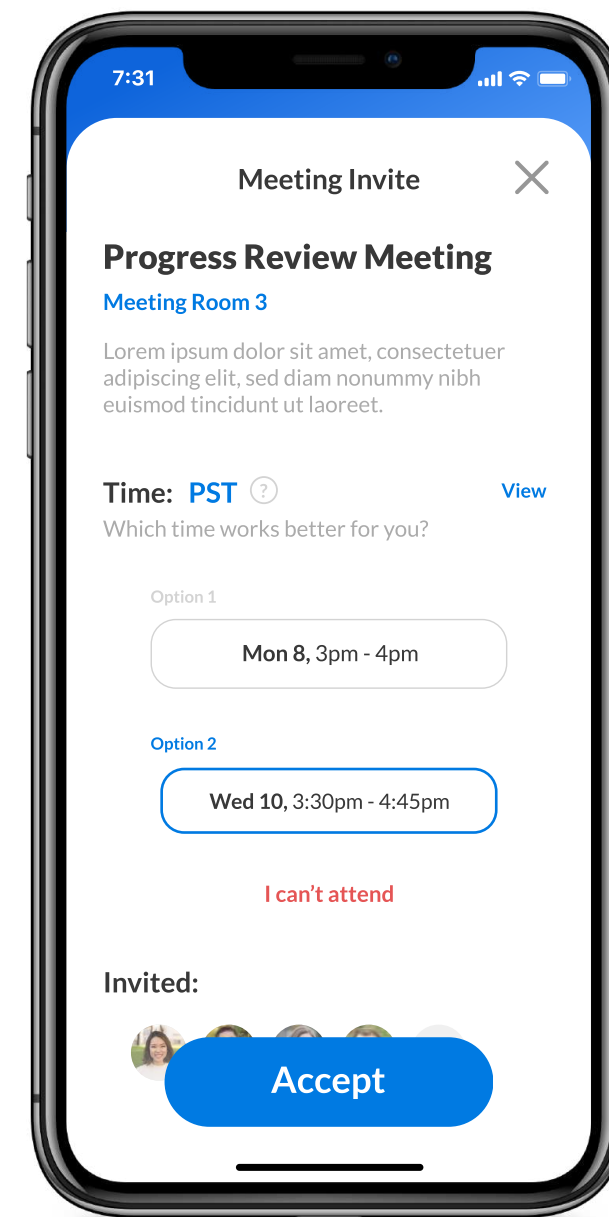 7:31
Meeting Invite
Progress Review Meeting
Meeting Room 3
Lorem ipsum dolor sit amet, consectetuer
adipiscing elit, sed diam nonummy nibh
euismod tincidunt ut laoreet.
Time: PST ? View
Which time works better for you?
Option 1
Mon 8, 3pm - 4pm
Option 2
Wed 10, 3:30pm - 4:45pm
I can’t attend
Invited:
Accept